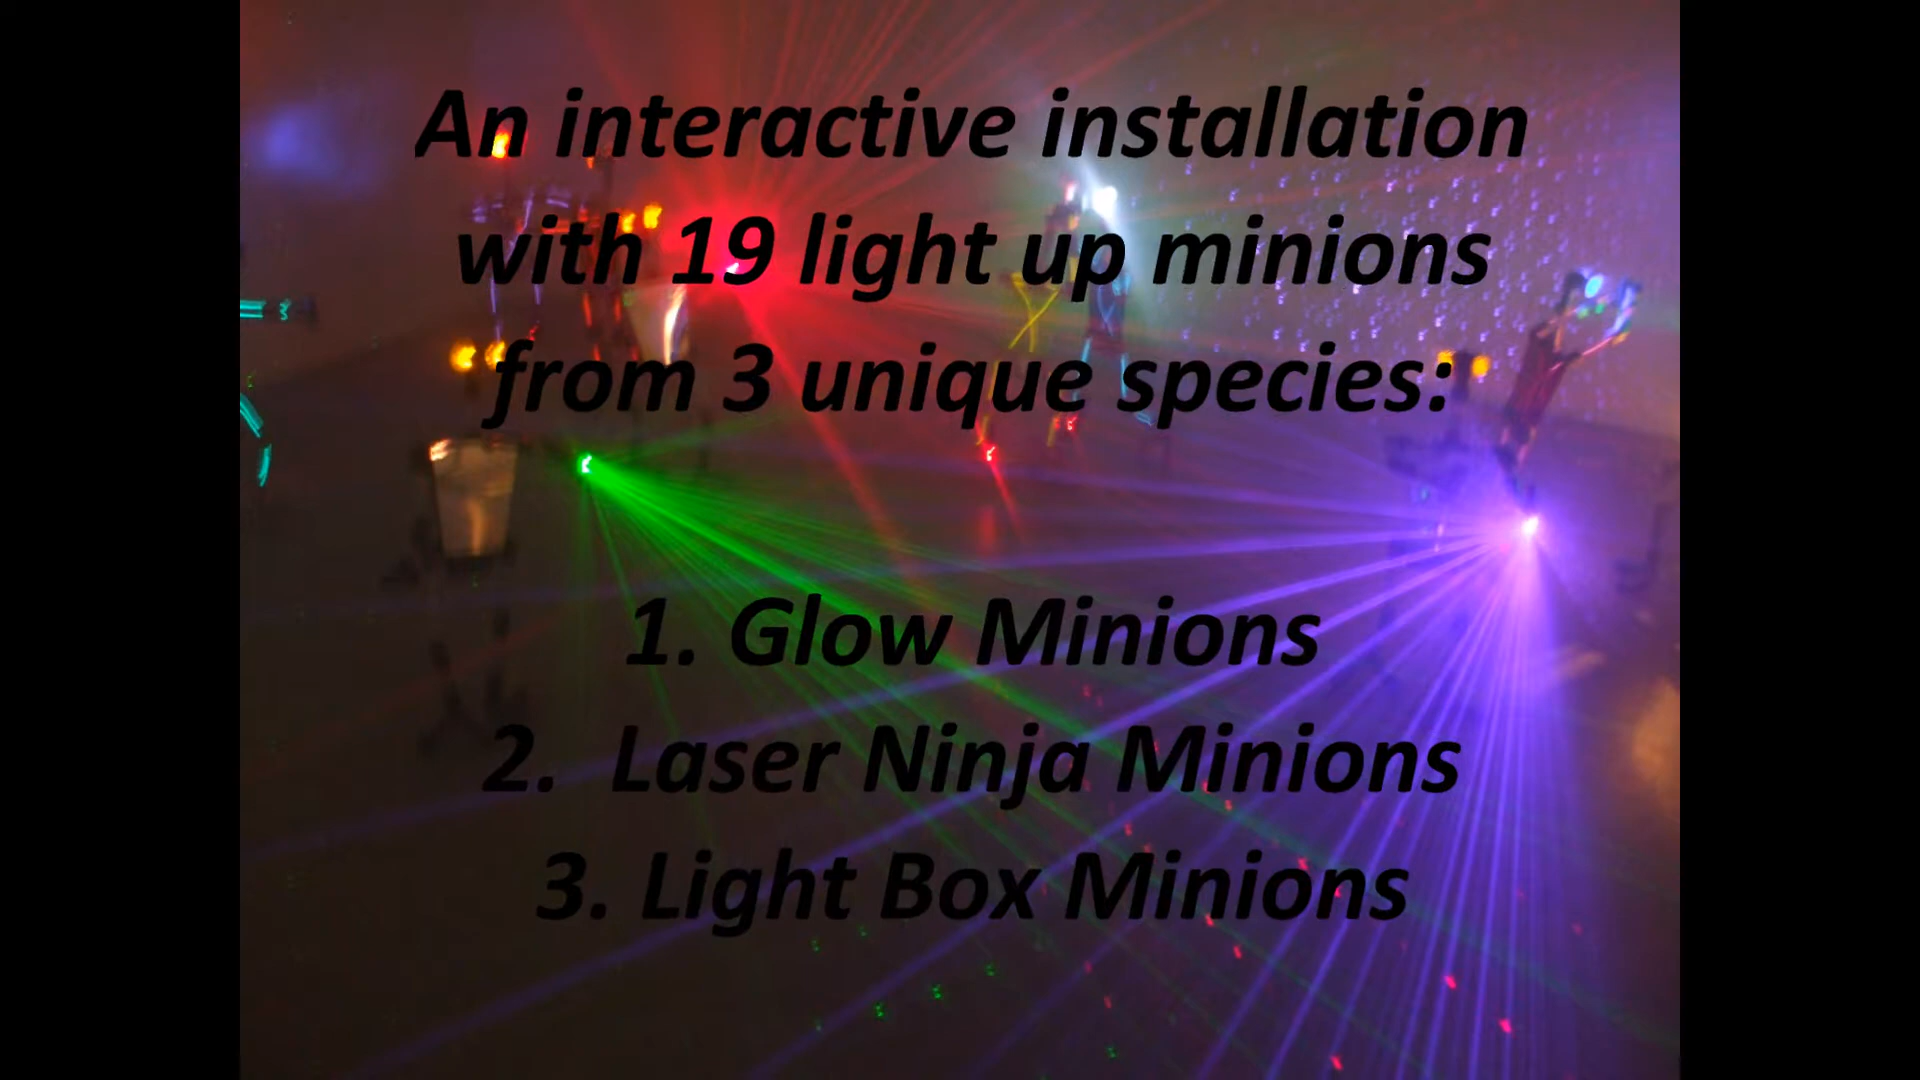 An interactive installation
with 19 light up minions
from 3 unique species:
1. Glow Minions
2. Laser Ninja Minions
3. Light Box Minions